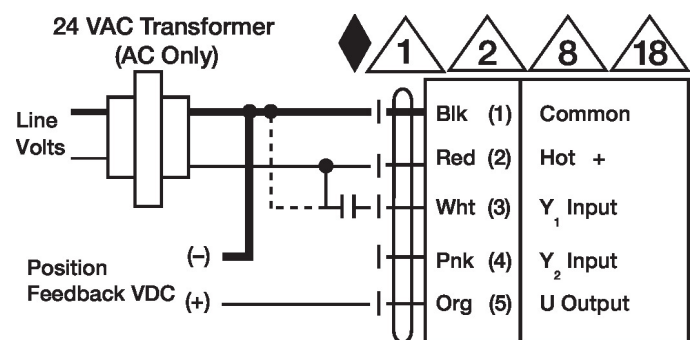 24 VAC Transformer
(AC Only)
1 2 8 18
Line
Volts
Blk (1) Common
Red (2) Hot +
Wht (3) Y1 Input
Pnk (4) Y2 Input
Org (5) U Output
Position
Feedback VDC
(–)
(+)